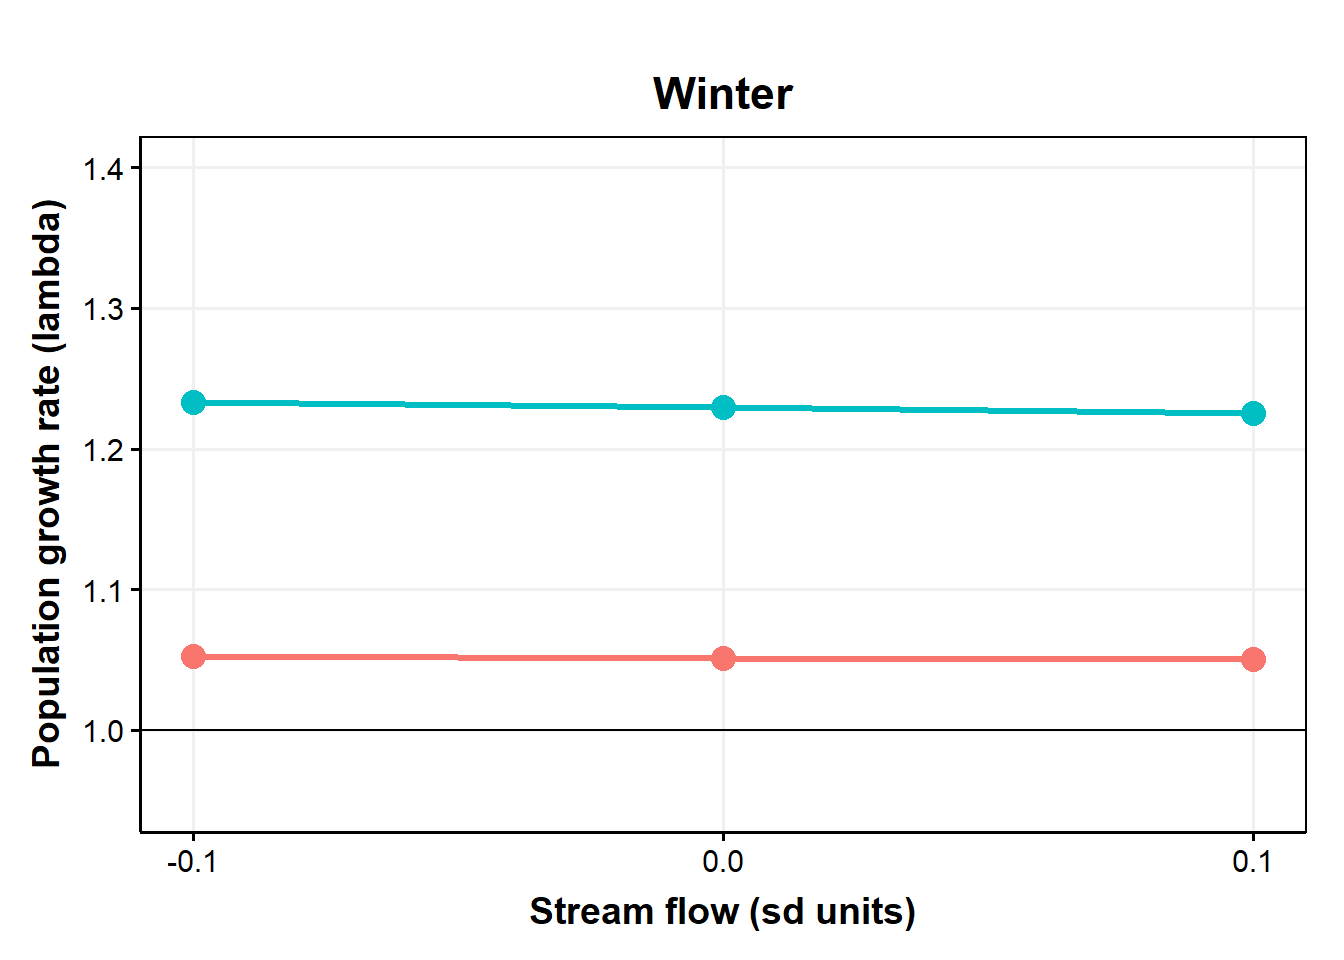 Winter
Population growth rate (lambda)
1.4
1.3
1.2
1.1
1.0
-0.1
0.0
0.1
Stream flow (sd units)